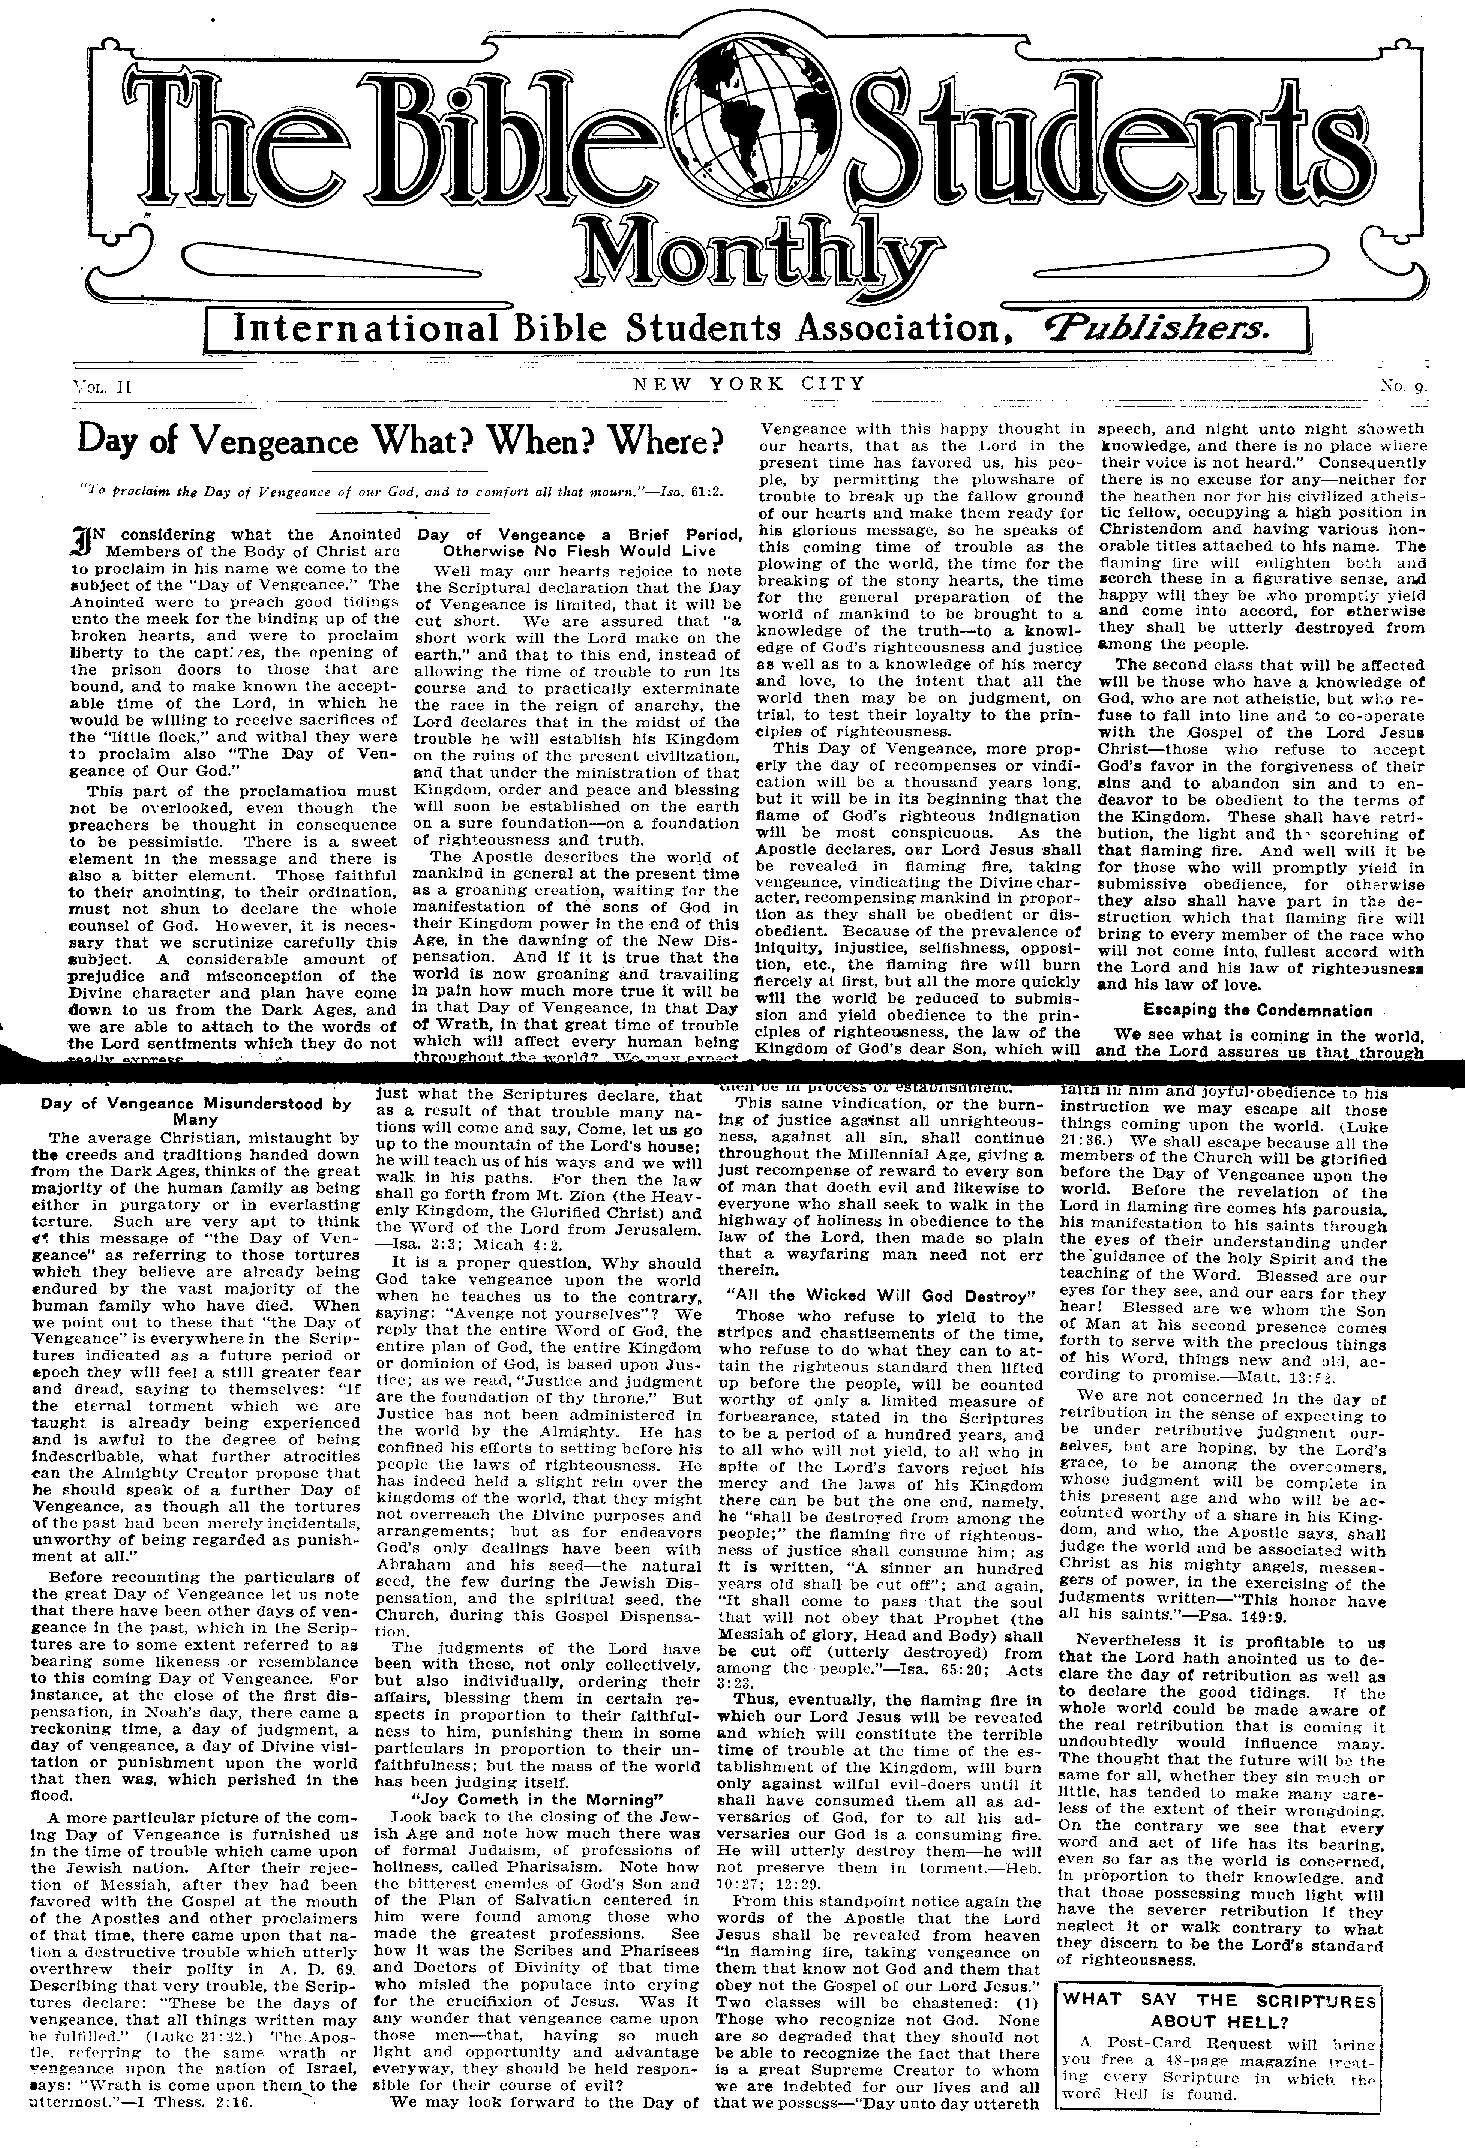 The Bible Students
Monthly
International Bible Students Association, Publishers.
VOL. II
NEW YORK CITY
No. 9.
Day of Vengeance What? When? Where?
"To proclaim the Day of Vengeance of our God, and to comfort all that mourn."—Isa. 61:2.
IN considering what the Anointed
Members of the Body of Christ are
to proclaim in his name we come to the
subject of the "Day of Vengeance." The
Anointed were to preach good tidings
unto the meek for the binding up of the
broken hearts, and were to proclaim
liberty to the captives, the opening of
the prison doors to those that are
bound, and to make known the accept-
able time of the Lord, in which he
would be willing to receive sacrifices of
the "little flock," and withal they were
to proclaim also "The Day of Ven-
geance of Our God."
This part of the proclamation must
not be overlooked, even though the
preachers be thought in consequence
to be pessimistic. There is a sweet
element in the message and there is
also a bitter element. Those faithful
to their anointing, to their ordination,
must not shun to declare the whole
counsel of God. However, it is neces-
sary that we scrutinize carefully this
subject. A considerable amount of
prejudice and misconception of the
Divine character and plan have come
down to us from the Dark Ages, and
we are able to attach to the words of
the Lord sentiments which they do not
really express.
Day of Vengeance Misunderstood by
Many
The average Christian, mistaught by
the creeds and traditions handed down
from the Dark Ages, thinks of the great
majority of the human family as being
either in purgatory or in everlasting
torture. Such are very apt to think
of this message of "the Day of Ven-
geance" as referring to those tortures
which they believe are already being
endured by the vast majority of the
human family who have died. When
we point out to these that "the Day of
Vengeance" is everywhere in the Scrip-
tures indicated as a future period or
epoch they will feel a still greater fear
and dread, saying to themselves: "If
the eternal torment which we are
taught is already being experienced
and is awful to the degree of being
indescribable, what further atrocities
can the Almighty Creator propose that
he should speak of a further Day of
Vengeance, as though all the tortures
of the past had been merely incidentals,
unworthy of being regarded as punish-
ment at all."
Before recounting the particulars of
the great Day of Vengeance let us note
that there have been other days of ven-
geance in the past, which in the Scrip-
tures are to some extent referred to as
bearing some likeness or resemblance
to this coming Day of Vengeance. For
instance, at the close of the first dis-
pensation, in Noah's day, there came a
reckoning time, a day of judgment, a
day of vengeance, a day of Divine visi-
tation or punishment upon the world
that then was, which perished in the
flood.
A more particular picture of the com-
ing Day of Vengeance is furnished us
in the time of trouble which came upon
the Jewish nation. After their rejec-
tion of Messiah, after they had been
favored with the Gospel at the mouth
of the Apostles and other proclaimers
of that time, there came upon that na-
tion a destructive trouble which utterly
overthrew their polity in A. D. 69.
Describing that very trouble, the Scrip-
tures declare: "These be the days of
vengeance, that all things written may
be fulfilled." (Luke 21:22.) The Apos-
tle, referring to the same wrath or
vengeance upon the nation of Israel,
says: "Wrath is come upon them to the
uttermost."—I Thess. 2:16.
Day of Vengeance a Brief Period,
Otherwise No Flesh Would Live
Well may our hearts rejoice to note
the Scriptural declaration that the Day
of Vengeance is limited, that it will be
cut short. We are assured that "a
short work will the Lord make on the
earth," and that to this end, instead of
allowing the time of trouble to run its
course and to practically exterminate
the race in the reign of anarchy, the
Lord declares that in the midst of the
trouble he will establish his Kingdom
on the ruins of the present civilization,
and that under the ministration of that
Kingdom, order and peace and blessing
will soon be established on the earth
on a sure foundation—on a foundation
of righteousness and truth.
The Apostle describes the world of
mankind in general at the present time
as a groaning creation, waiting for the
manifestation of the sons of God in
their Kingdom power in the end of this
Age, in the dawning of the New Dis-
pensation. And if it is true that the
world is now groaning and travailing
in pain how much more true it will be
in that Day of Vengeance, in that Day
of Wrath, in that great time of trouble
which will affect every human being
throughout the world? We may expect
just what the Scriptures declare, that
as a result of that trouble many na-
tions will come and say, Come, let us go
up to the mountain of the Lord's house;
he will teach us of his ways and we will
walk in his paths. For then the law
shall go forth from Mt. Zion (the Heav-
enly Kingdom, the Glorified Christ) and
the Word of the Lord from Jerusalem.
—Isa. 2:3; Micah 4:2.
It is a proper question, Why should
God take vengeance upon the world
when he teaches us to the contrary,
saying: "Avenge not yourselves"? We
reply that the entire Word of God, the
entire plan of God, the entire Kingdom
or dominion of God, is based upon Jus-
tice; as we read, "Justice and judgment
are the foundation of thy throne." But
Justice has not been administered in
the world by the Almighty. He has
confined his efforts to setting before his
people the laws of righteousness. He
has indeed held a slight rein over the
kingdoms of the world, that they might
not overreach the Divine purposes and
arrangements; but as for endeavors
God's only dealings have been with
Abraham and his seed—the natural
seed, the few during the Jewish Dis-
pensation, and the spiritual seed, the
Church, during this Gospel Dispensa-
tion.
The judgments of the Lord have
been with these, not only collectively,
but also individually, ordering their
affairs, blessing them in certain re-
spects in proportion to their faithful-
ness to him, punishing them in some
particulars in proportion to their un-
faithfulness; but the mass of the world
has been judging itself.
"Joy Cometh in the Morning"
Look back to the closing of the Jew-
ish Age and note how much there was
of formal Judaism, of professions of
holiness, called Pharisaism. Note how
the bitterest enemies of God's Son and
of the Plan of Salvation centered in
him were found among those who
made the greatest professions. See
how it was the Scribes and Pharisees
and Doctors of Divinity of that time
who misled the populace into crying
for the crucifixion of Jesus. Was it
any wonder that vengeance came upon
those men—that, having so much
light and opportunity and advantage
everyway, they should be held respon-
sible for their course of evil?
We may look forward to the Day of
Vengeance with this happy thought in
our hearts, that as the Lord in the
present time has favored us, his peo-
ple, by permitting the plowshare of
trouble to break up the fallow ground
of our hearts and make them ready for
his glorious message, so he speaks of
this coming time of trouble as the
plowing of the world, the time for the
breaking of the stony hearts, the time
for the general preparation of the
world of mankind to be brought to a
knowledge of the truth—to a knowl-
edge of God's righteousness and justice
as well as to a knowledge of his mercy
and love, to the intent that all the
world then may be on judgment, on
trial, to test their loyalty to the prin-
ciples of righteousness.
This Day of Vengeance, more prop-
erly the day of recompenses or vindi-
cation will be a thousand years long,
but it will be in its beginning that the
flame of God's righteous indignation
will be most conspicuous. As the
Apostle declares, our Lord Jesus shall
be revealed in flaming fire, taking
vengeance, vindicating the Divine char-
acter, recompensing mankind in propor-
tion as they shall be obedient or dis-
obedient. Because of the prevalence of
iniquity, injustice, selfishness, opposi-
tion, etc., the flaming fire will burn
fiercely at first, but all the more quickly
will the world be reduced to submis-
sion and yield obedience to the prin-
ciples of righteousness, the law of the
Kingdom of God's dear Son, which will
then be in process of establishment.
This same vindication, or the burn-
ing of justice against all unrighteous-
ness, against all sin, shall continue
throughout the Millennial Age, giving a
just recompense of reward to every son
of man that doeth evil and likewise to
everyone who shall seek to walk in the
highway of holiness in obedience to the
law of the Lord, then made so plain
that a wayfaring man need not err
therein.
"All the Wicked Will God Destroy"
Those who refuse to yield to the
stripes and chastisements of the time,
who refuse to do what they can to at-
tain the righteous standard then lifted
up before the people, will be counted
worthy of only a limited measure of
forbearance, stated in the Scriptures
to be a period of a hundred years, and
to all who will not yield, to all who in
spite of the Lord's favors reject his
mercy and the laws of his Kingdom
there can be but the one end, namely,
he "shall be destroyed from among the
people;" the flaming fire of righteous-
ness of justice shall consume him; as
it is written, "A sinner an hundred
years old shall be cut off"; and again,
"It shall come to pass that the soul
that will not obey that Prophet (the
Messiah of glory, Head and Body) shall
be cut off (utterly destroyed) from
among the people."—Isa. 65:20; Acts
3:23.
Thus, eventually, the flaming fire in
which our Lord Jesus will be revealed
and which will constitute the terrible
time of trouble at the time of the es-
tablishment of the Kingdom, will burn
only against wilful evil-doers until it
shall have consumed them all as ad-
versaries of God, for to all his ad-
versaries our God is a consuming fire.
He will utterly destroy them—he will
not preserve them in torment.—Heb.
10:27; 12:29.
From this standpoint notice again the
words of the Apostle that the Lord
Jesus shall be revealed from heaven
"in flaming fire, taking vengeance on
them that know not God and them that
obey not the Gospel of our Lord Jesus."
Two classes will be chastened: (1)
Those who recognize not God. None
are so degraded that they should not
be able to recognize the fact that there
is a great Supreme Creator to whom
we are indebted for our lives and all
that we possess—"Day unto day uttereth
speech, and night unto night showeth
knowledge, and there is no place where
their voice is not heard." Consequently
there is no excuse for any—neither for
the heathen nor for his civilized atheis-
tic fellow, occupying a high position in
Christendom and having various hon-
orable titles attached to his name. The
flaming fire will enlighten both and
scorch these in a figurative sense, and
happy will they be who promptly yield
and come into accord, for otherwise
they shall be utterly destroyed from
among the people.
The second class that will be affected
will be those who have a knowledge of
God, who are not atheistic, but who re-
fuse to fall into line and to co-operate
with the Gospel of the Lord Jesus
Christ—those who refuse to accept
God's favor in the forgiveness of their
sins and to abandon sin and to en-
deavor to be obedient to the terms of
the Kingdom. These shall have retri-
bution, the light and the scorching of
that flaming fire. And well will it be
for those who will promptly yield in
submissive obedience, for otherwise
they also shall have part in the de-
struction which that flaming fire will
bring to every member of the race who
will not come into, fullest accord with
the Lord and his law of righteousness
and his law of love.
Escaping the Condemnation
We see what is coming in the world,
and the Lord assures us that through
faith in him and joyful obedience to his
instruction we may escape all those
things coming upon the world. (Luke
21:36.) We shall escape because all the
members of the Church will be glorified
before the Day of Vengeance upon the
world. Before the revelation of the
Lord in flaming fire comes his parousia,
his manifestation to his saints through
the eyes of their understanding under
the guidance of the holy Spirit and the
teaching of the Word. Blessed are our
eyes for they see, and our ears for they
hear! Blessed are we whom the Son
of Man at his second presence comes
forth to serve with the precious things
of his Word, things new and old, ac-
cording to promise.—Matt. 13:52.
We are not concerned in the day of
retribution in the sense of expecting to
be under retributive judgment our-
selves, but are hoping, by the Lord's
grace, to be among the overcomers,
whose judgment will be complete in
this present age and who will be ac-
counted worthy of a share in his King-
dom, and who, the Apostle says, shall
judge the world and be associated with
Christ as his mighty angels, messen-
gers of power, in the exercising of the
judgments written—"This honor have
all his saints."—Psa. 149:9.
Nevertheless it is profitable to us
that the Lord hath anointed us to de-
clare the day of retribution as well as
to declare the good tidings. If the
whole world could be made aware of
the real retribution that is coming it
undoubtedly would influence many.
The thought that the future will be the
same for all, whether they sin much or
little, has tended to make many care-
less of the extent of their wrongdoing.
On the contrary we see that every
word and act of life has its bearing,
even so far as the world is concerned,
in proportion to their knowledge, and
that those possessing much light will
have the severer retribution if they
neglect it or walk contrary to what
they discern to be the Lord's standard
of righteousness.
WHAT SAY THE SCRIPTURES
ABOUT HELL?
A Post-Card Request will bring
you free a 48-page magazine treat-
ing every Scripture in which the
word Hell is found.